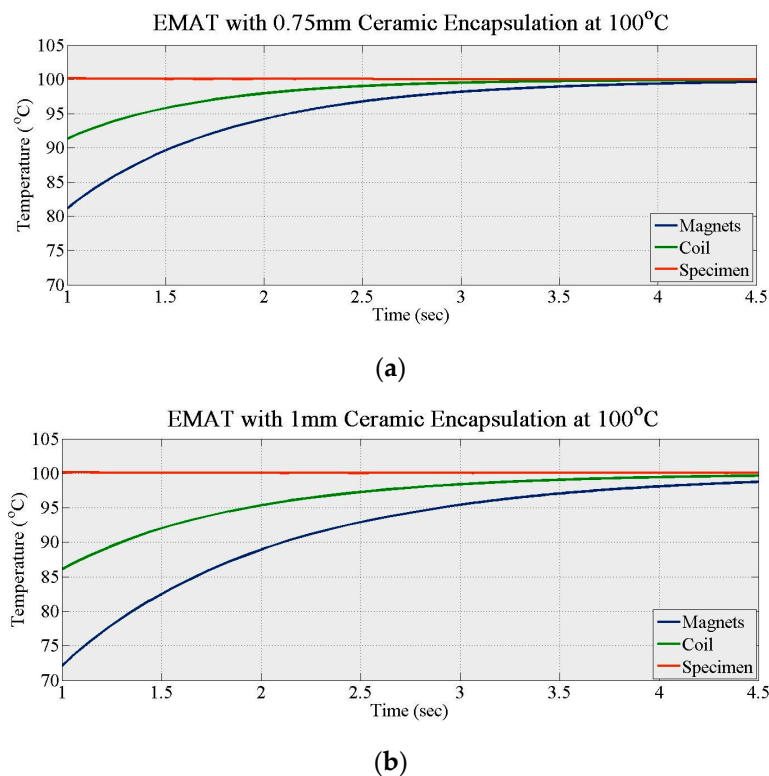 EMAT with 0.75mm Ceramic Encapsulation at 100°C
105
100
95
90
85
80
75
70
Temperature (°C)
Magnets
Coil
Specimen
1 1.5 2 2.5 3 3.5 4 4.5
Time (sec)
(a)
EMAT with 1mm Ceramic Encapsulation at 100°C
105
100
95
90
85
80
75
70
Temperature (°C)
Magnets
Coil
Specimen
1 1.5 2 2.5 3 3.5 4 4.5
Time (sec)
(b)